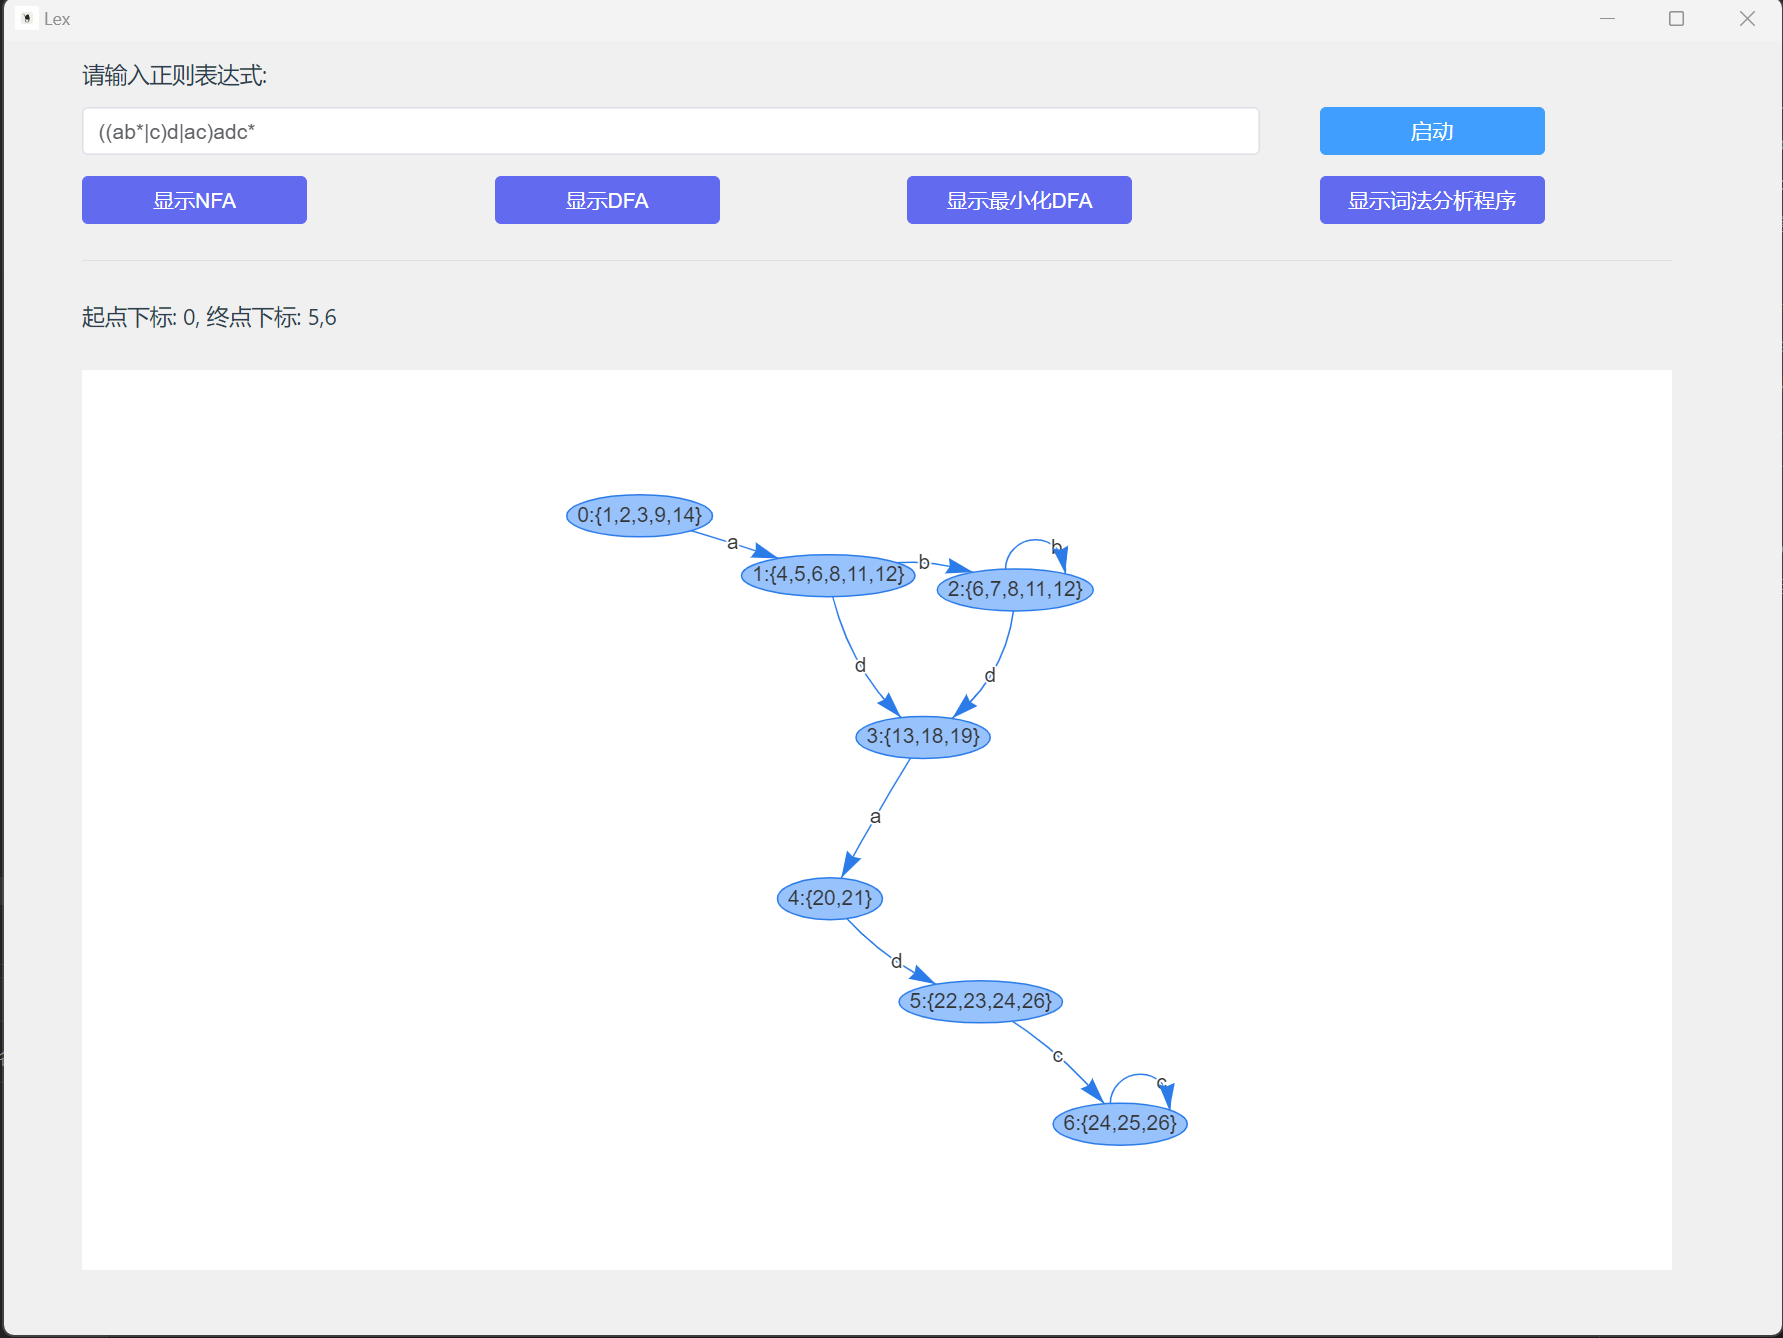 Lex
请输入正则表达式:
((ab*|c)d|ac)adc*
启动
显示NFA
显示DFA
显示最小化DFA
显示词法分析程序
起点下标: 0, 终点下标: 5,6
0:{1,2,3,9,14}
a
b
b
1:{4,5,6,8,11,12}
2:{6,7,8,11,12}
d
d
3:{13,18,19}
a
4:{20,21}
d
5:{22,23,24,26}
c
c
6:{24,25,26}